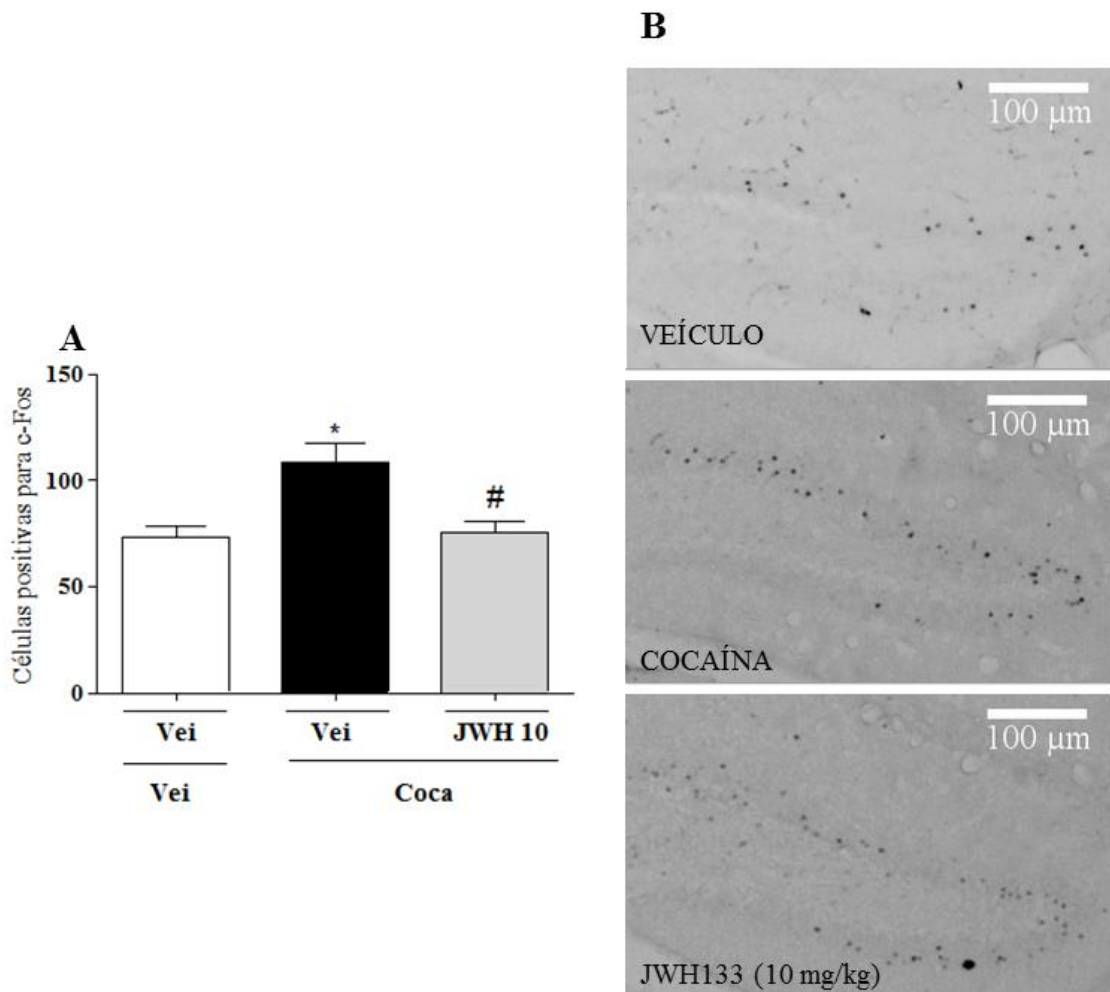 A
Células positivas para c-Fos
150
100
50
0
*
#
Vei
Vei
JWH 10
Vei
Coca
B
100 µm
VEÍCULO
100 µm
COCAÍNA
100 µm
JWH133 (10 mg/kg)